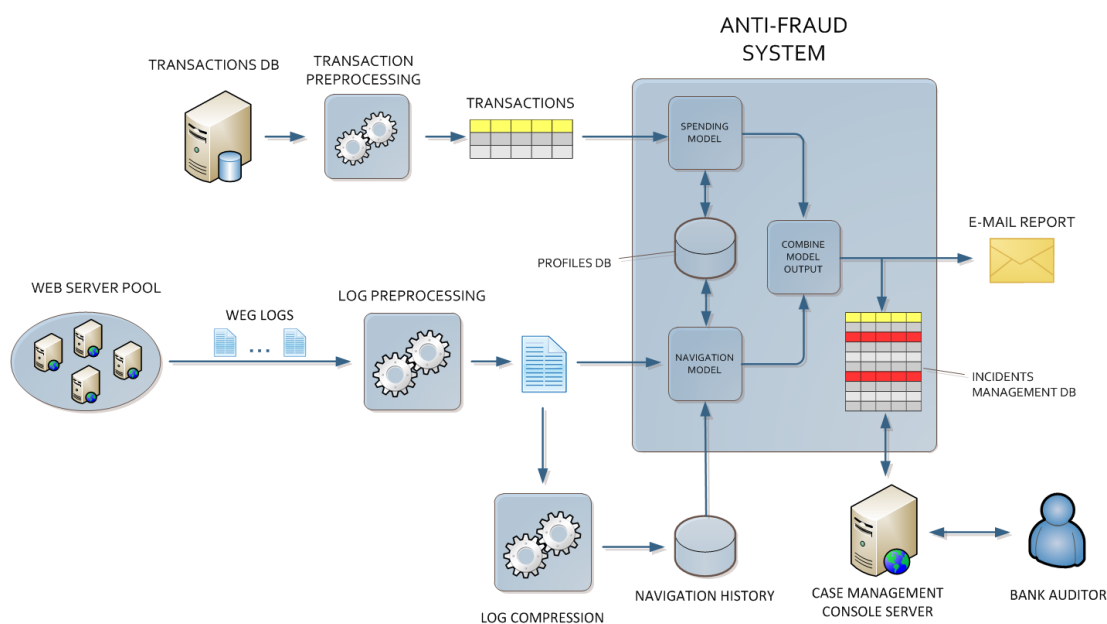 ANTI-FRAUD
SYSTEM
TRANSACTIONS DB
TRANSACTION
PREPROCESSING
TRANSACTIONS
SPENDING
MODEL
PROFILES DB
COMBINE
MODEL
OUTPUT
E-MAIL REPORT
WEB SERVER POOL
WEG LOGS
...
LOG PREPROCESSING
NAVIGATION
MODEL
INCIDENTS
MANAGEMENT DB
LOG COMPRESSION
NAVIGATION HISTORY
CASE MANAGEMENT
CONSOLE SERVER
BANK AUDITOR